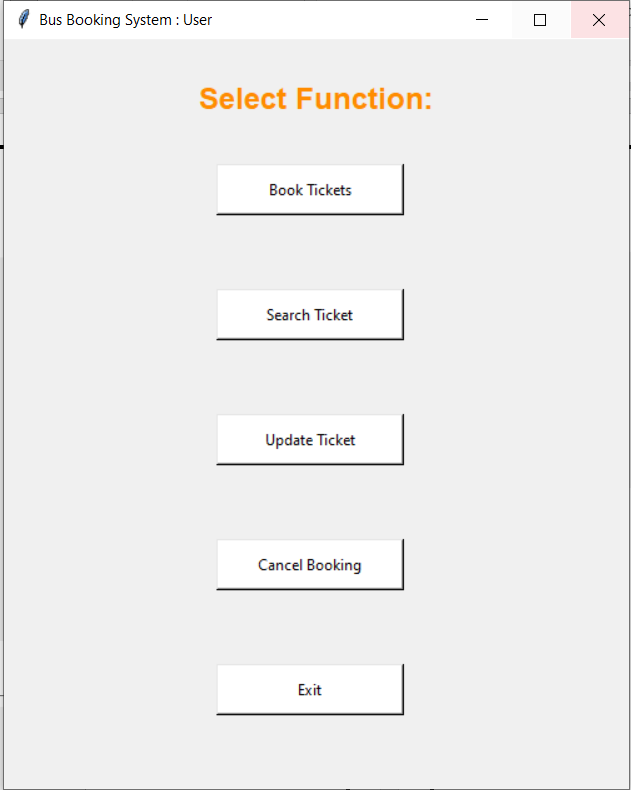 Bus Booking System : User
Select Function:
Book Tickets
Search Ticket
Update Ticket
Cancel Booking
Exit